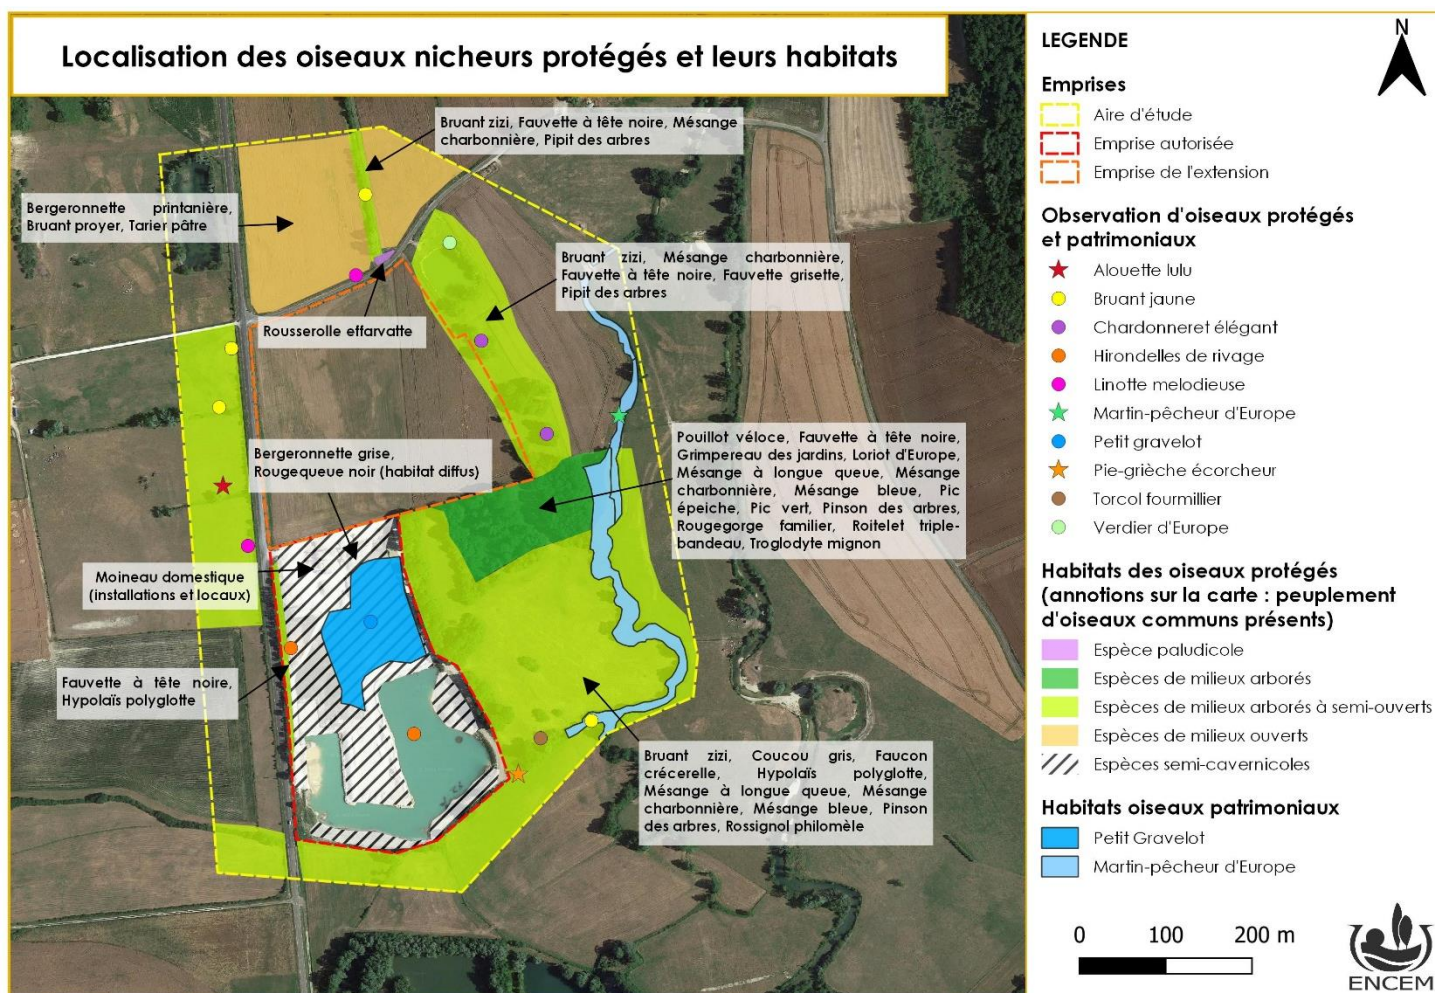 Localisation des oiseaux nicheurs protégés et leurs habitats
Bruant zizi, Fauvette à tête noire, Mésange
charbonnière, Pipit des arbres
Bergeronnette printanière,
Bruant proyer, Tarier pâtre
Bruant zizi, Mésange charbonnière,
Fauvette à tête noire, Fauvette grisette,
Pipit des arbres
Rousserolle effarvatte
Bergeronnette grise,
Rougequeue noir (habitat diffus)
Pouillot véloce, Fauvette à tête noire,
Grimpereau des jardins, Loriot d'Europe,
Mésange à longue queue, Mésange
charbonnière, Mésange bleue, Pic
épeiche, Pic vert, Pinson des arbres,
Rougegorge familier, Roitelet triple-
bandeau, Troglodyte mignon
Moineau domestique
(installations et locaux)
Fauvette à tête noire,
Hypolaïs polyglotte
Bruant zizi, Coucou gris, Faucon
crécerelle, Hypolaïs polyglotte,
Mésange à longue queue, Mésange
charbonnière, Mésange bleue, Pinson
des arbres, Rossignol philomèle
LEGENDE
N
Emprises
Aire d'étude
Emprise autorisée
Emprise de l'extension
Observation d'oiseaux protégés
et patrimoniaux
Alouette lulu
Bruant jaune
Chardonneret élégant
Hirondelles de rivage
Linotte melodieuse
Martin-pêcheur d'Europe
Petit gravelot
Pie-grièche écorcheur
Torcol fourmillier
Verdier d'Europe
Habitats des oiseaux protégés
(annotions sur la carte : peuplement
d'oiseaux communs présents)
Espèce paludicole
Espèces de milieux arborés
Espèces de milieux arborés à semi-ouverts
Espèces de milieux ouverts
Espèces semi-cavernicoles
Habitats oiseaux patrimoniaux
Petit Gravelot
Martin-pêcheur d'Europe
0 100 200 m
ENCEM